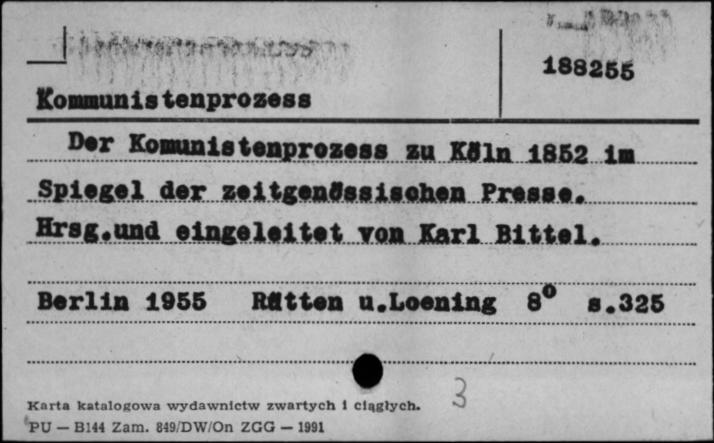 188255
Kommunistenprozess
Der Komunistenprozess zu Köln 1852 im
Spiegel der zeitgenössischen Presse.
Hrsg.und eingeleitet von Karl Bittel.
Berlin 1955 Rütten u.Loening 8° s.325
3
Karta katalogowa wydawnictw zwartych i ciągłych.
PU — B144 Zam. 849/DW/On ZGG — 1991